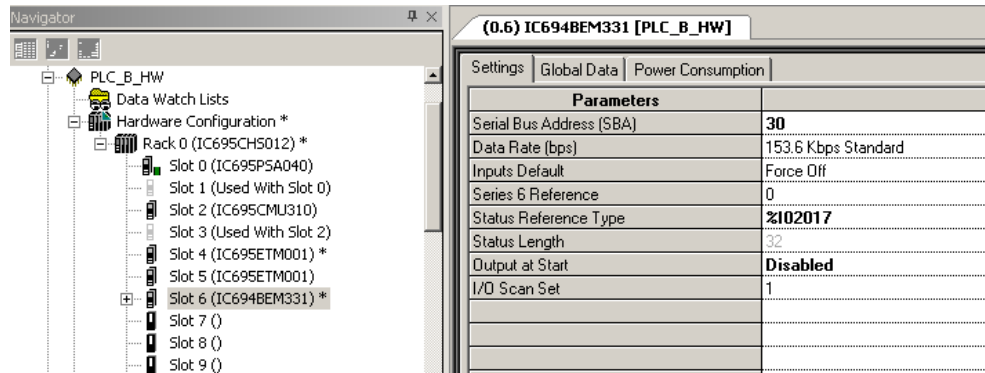 Navigator
PLC_B_HW
Data Watch Lists
Hardware Configuration *
Rack 0 (IC695CHS012) *
Slot 0 (IC695PSA040)
Slot 1 (Used With Slot 0)
Slot 2 (IC695CMU310)
Slot 3 (Used With Slot 2)
Slot 4 (IC695ETM001) *
Slot 5 (IC695ETM001)
Slot 6 (IC694BEM331) *
Slot 7 ()
Slot 8 ()
Slot 9 ()
(0.6) IC694BEM331 [PLC_B_HW]
Settings Global Data Power Consumption
Parameters
Serial Bus Address (SBA) 30
Data Rate (bps) 153.6 Kbps Standard
Inputs Default Force Off
Series 6 Reference 0
Status Reference Type %I02017
Status Length 32
Output at Start Disabled
I/O Scan Set 1